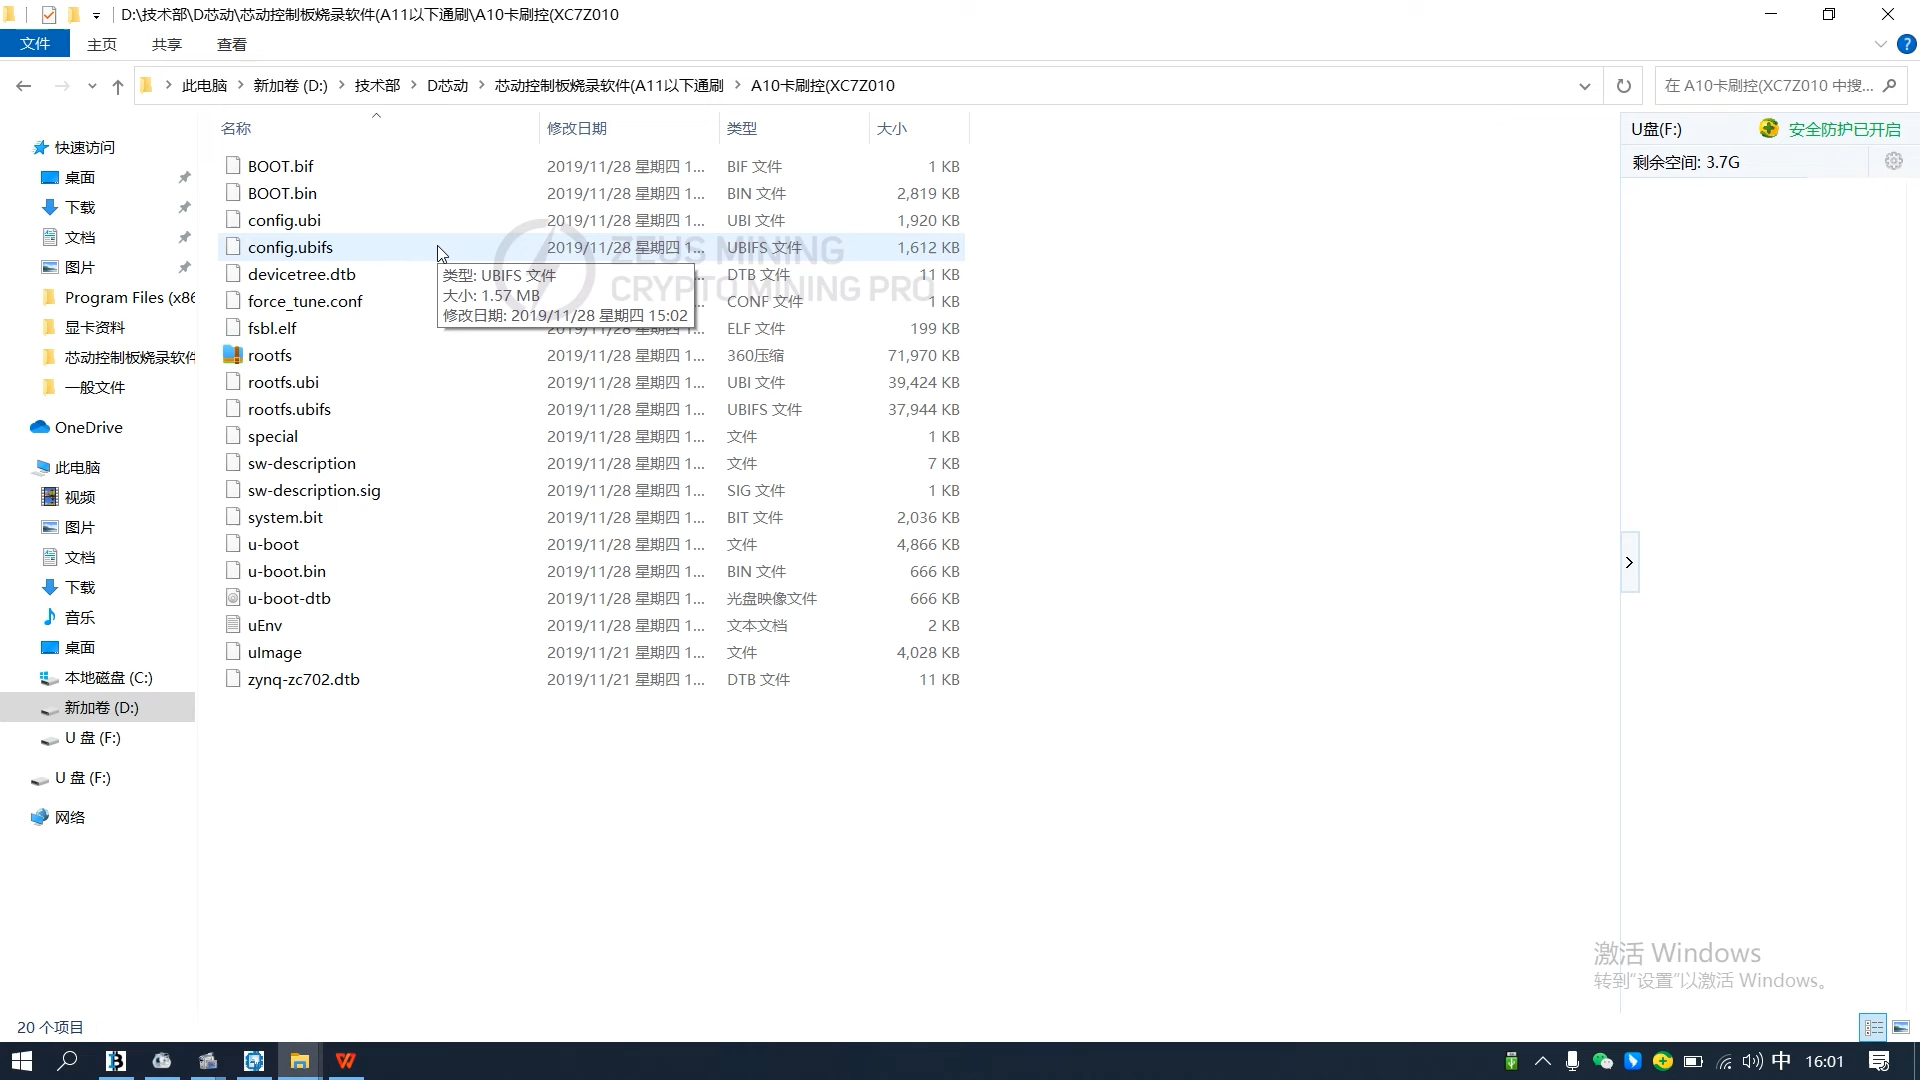 D:\技术部\D芯动\芯动控制板烧录软件(A11以下通刷\A10卡刷控(XC7Z010
文件 主页 共享 查看
此电脑 新加卷 (D:) 技术部 D芯动 芯动控制板烧录软件(A11以下通刷 A10卡刷控(XC7Z010
在 A10卡刷控(XC7Z010 中搜...
名称 修改日期 类型 大小
BOOT.bif 2019/11/28 星期四 1... BIF 文件 1 KB
BOOT.bin 2019/11/28 星期四 1... BIN 文件 2,819 KB
config.ubi 2019/11/28 星期四 1... UBI 文件 1,920 KB
config.ubifs 2019/11/28 星期四 1... UBIFS 文件 1,612 KB
devicetree.dtb DTB 文件 11 KB
force_tune.conf CONF 文件 1 KB
fsbl.elf 2019/11/28 星期四 1... ELF 文件 199 KB
rootfs 2019/11/28 星期四 1... 360压缩 71,970 KB
rootfs.ubi 2019/11/28 星期四 1... UBI 文件 39,424 KB
rootfs.ubifs 2019/11/28 星期四 1... UBIFS 文件 37,944 KB
special 2019/11/28 星期四 1... 文件 1 KB
sw-description 2019/11/28 星期四 1... 文件 7 KB
sw-description.sig 2019/11/28 星期四 1... SIG 文件 1 KB
system.bit 2019/11/28 星期四 1... BIT 文件 2,036 KB
u-boot 2019/11/28 星期四 1... 文件 4,866 KB
u-boot.bin 2019/11/28 星期四 1... BIN 文件 666 KB
u-boot-dtb 2019/11/28 星期四 1... 光盘映像文件 666 KB
uEnv 2019/11/28 星期四 1... 文本文档 2 KB
uImage 2019/11/21 星期四 1... 文件 4,028 KB
zynq-zc702.dtb 2019/11/21 星期四 1... DTB 文件 11 KB
类型: UBIFS 文件
大小: 1.57 MB
修改日期: 2019/11/28 星期四 15:02
ZEUS MINING
CRYPTO MINING PRO
快速访问
桌面
下载
文档
图片
Program Files (x86
显卡资料
芯动控制板烧录软件
一般文件
OneDrive
此电脑
视频
图片
文档
下载
音乐
桌面
本地磁盘 (C:)
新加卷 (D:)
U 盘 (F:)
U 盘 (F:)
网络
U盘(F:) 安全防护已开启
剩余空间: 3.7G
激活 Windows
转到"设置"以激活 Windows。
20 个项目
中 16:01